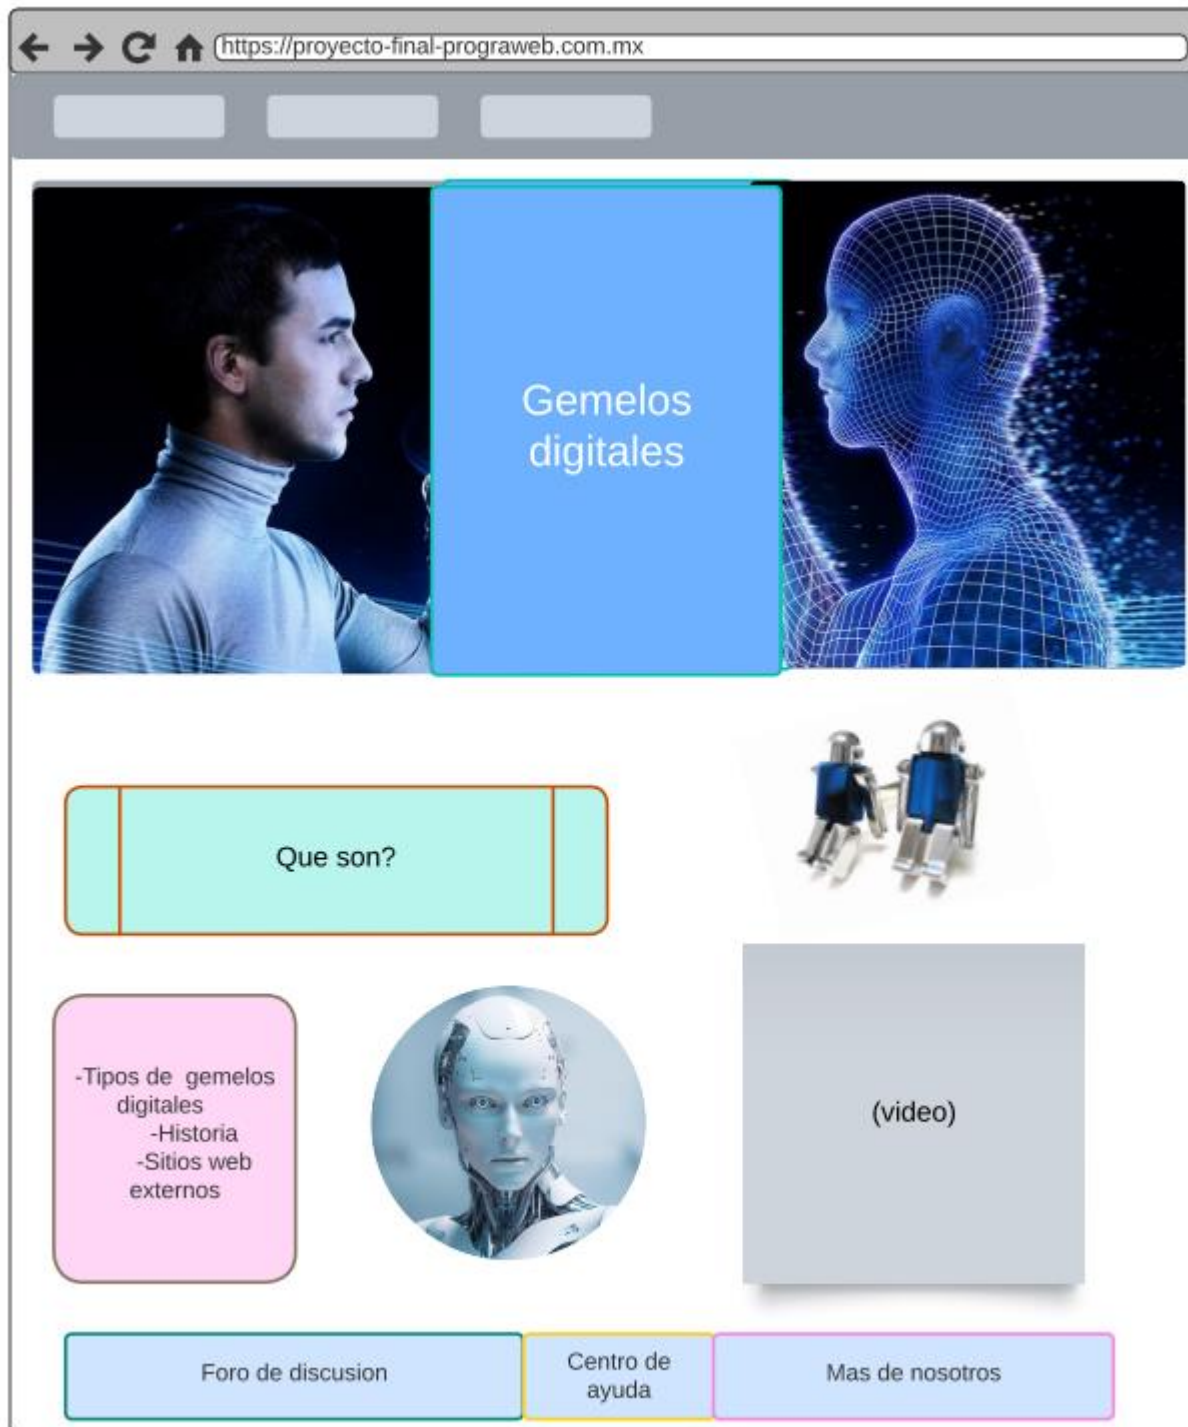 https://proyecto-final-prograweb.com.mx
Gemelos
digitales
Que son?
-Tipos de  gemelos
digitales
-Historia
-Sitios web
externos
(video)
Foro de discusion
Centro de
ayuda
Mas de nosotros